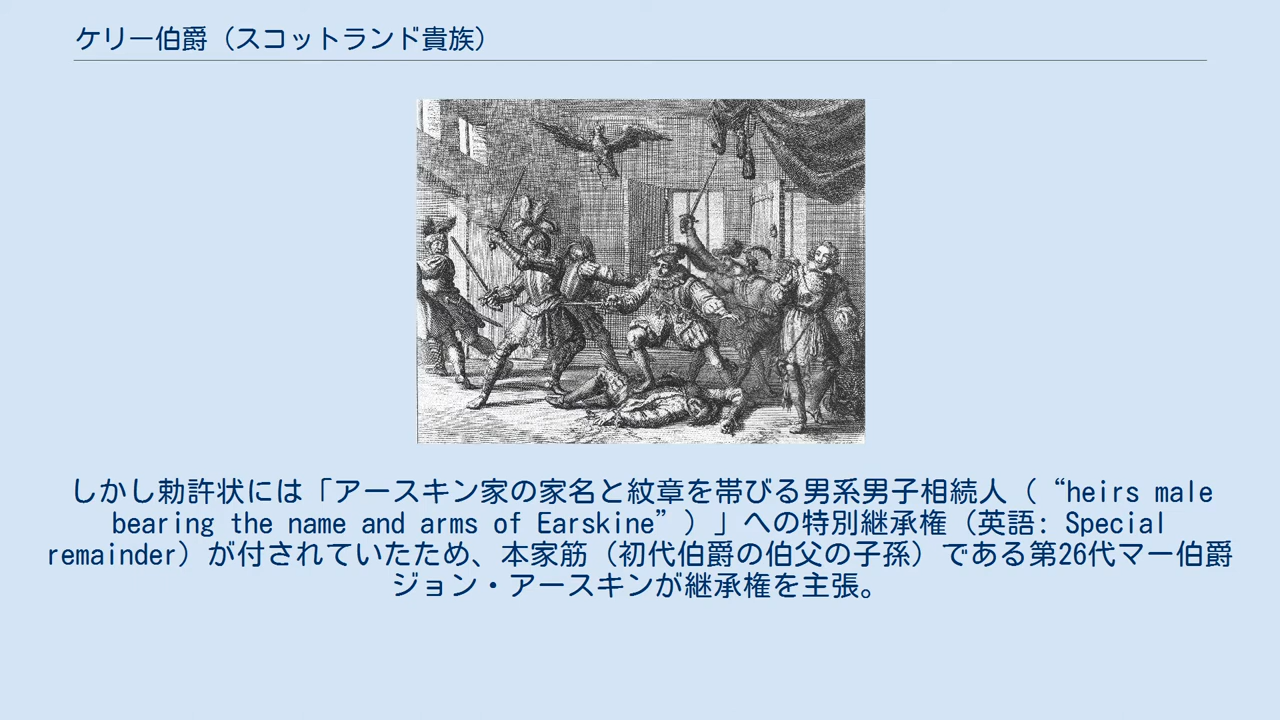 ケリー伯爵（スコットランド貴族）
しかし勅許状には「アースキン家の家名と紋章を帯びる男系男子相続人（“heirs male
bearing the name and arms of Earskine”）」への特別継承権（英語: Special
remainder）が付されていたため、本家筋（初代伯爵の伯父の子孫）である第26代マー伯爵
ジョン・アースキンが継承権を主張。